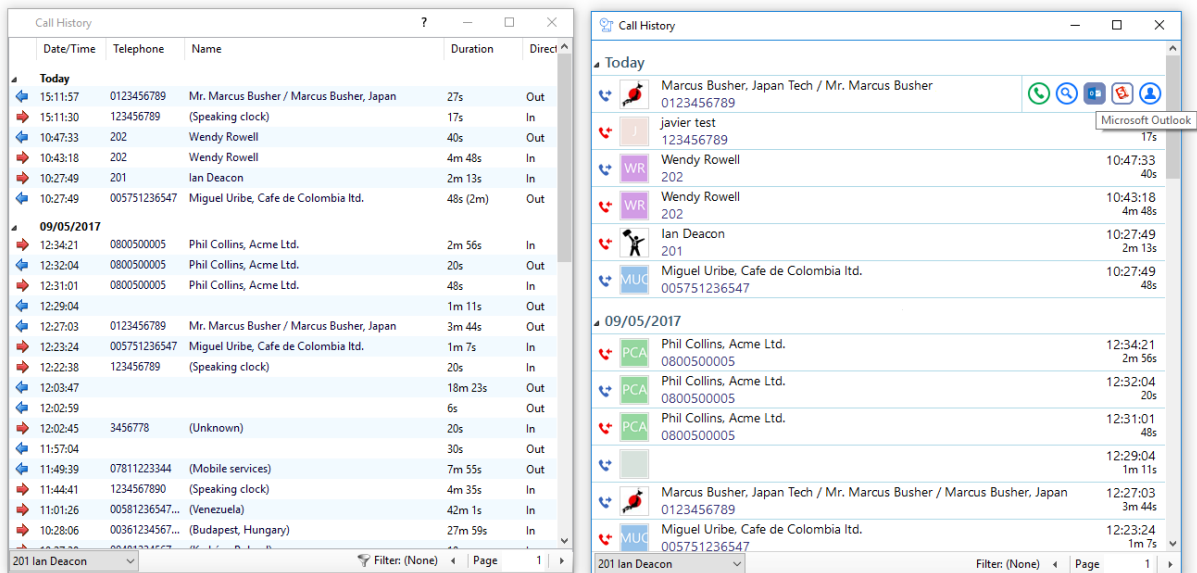 Call History
?
Date/Time Telephone Name Duration Direct
Today
15:11:57 0123456789 Mr. Marcus Busher / Marcus Busher, Japan 27s Out
15:11:30 123456789 (Speaking clock) 17s In
10:47:33 202 Wendy Rowell 40s Out
10:43:18 202 Wendy Rowell 4m 48s In
10:27:49 201 Ian Deacon 2m 13s In
10:27:49 005751236547 Miguel Uribe, Cafe de Colombia ltd. 48s (2m) Out
09/05/2017
12:34:21 0800500005 Phil Collins, Acme Ltd. 2m 56s In
12:32:04 0800500005 Phil Collins, Acme Ltd. 20s Out
12:31:01 0800500005 Phil Collins, Acme Ltd. 48s In
12:29:04 1m 11s Out
12:27:03 0123456789 Mr. Marcus Busher / Marcus Busher, Japan 3m 44s Out
12:23:24 005751236547 Miguel Uribe, Cafe de Colombia ltd. 1m 7s In
12:22:38 123456789 (Speaking clock) 20s In
12:03:47 18m 23s Out
12:02:59 6s Out
12:02:45 3456778 (Unknown) 20s In
11:57:04 30s Out
11:49:39 07811223344 (Mobile services) 7m 55s Out
11:44:41 1234567890 (Speaking clock) 4m 35s In
11:01:26 00581236547... (Venezuela) 42m 1s In
10:28:06 00361234567... (Budapest, Hungary) 27m 59s In
201 Ian Deacon Filter: (None) Page 1
Call History
Today
Marcus Busher, Japan Tech / Mr. Marcus Busher
0123456789
Microsoft Outlook
J javier test
123456789 17s
WR Wendy Rowell 10:47:33
202 40s
WR Wendy Rowell 10:43:18
202 4m 48s
Ian Deacon 10:27:49
201 2m 13s
MUC Miguel Uribe, Cafe de Colombia ltd. 10:27:49
005751236547 48s
09/05/2017
PCA Phil Collins, Acme Ltd. 12:34:21
0800500005 2m 56s
PCA Phil Collins, Acme Ltd. 12:32:04
0800500005 20s
PCA Phil Collins, Acme Ltd. 12:31:01
0800500005 48s
12:29:04
1m 11s
Marcus Busher, Japan Tech / Mr. Marcus Busher / Marcus Busher, Japan 12:27:03
0123456789 3m 44s
MUC Miguel Uribe, Cafe de Colombia ltd. 12:23:24
005751236547 1m 7s
201 Ian Deacon Filter: (None) Page 1